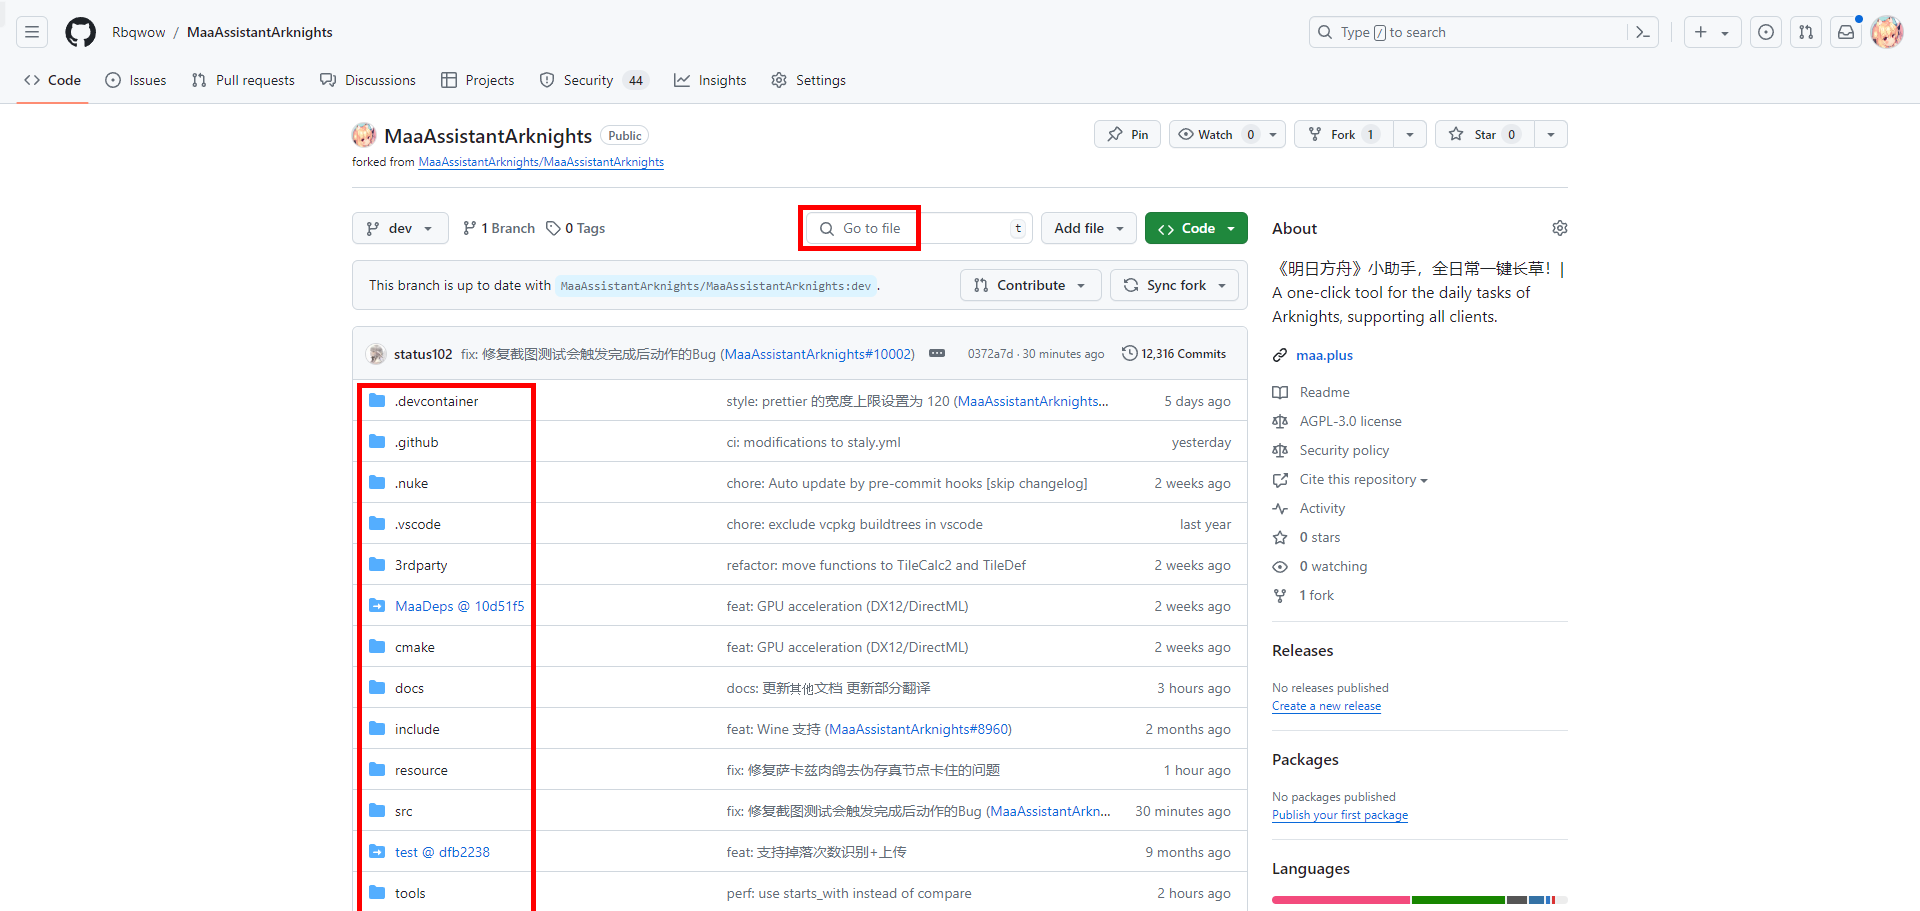 Rbqwow / MaaAssistantArknights
Type / to search
Code Issues Pull requests Discussions Projects Security 44 Insights Settings
MaaAssistantArknights Public
Pin Watch 0 Fork 1 Star 0
forked from MaaAssistantArknights/MaaAssistantArknights
dev 1 Branch 0 Tags Go to file t Add file Code
This branch is up to date with MaaAssistantArknights/MaaAssistantArknights:dev .
Contribute Sync fork
status102 fix: 修复截图测试会触发完成后动作的Bug (MaaAssistantArknights#10002) 0372a7d · 30 minutes ago 12,316 Commits
.devcontainer style: prettier 的宽度上限设置为 120 (MaaAssistantArknights... 5 days ago
.github ci: modifications to staly.yml yesterday
.nuke chore: Auto update by pre-commit hooks [skip changelog] 2 weeks ago
.vscode chore: exclude vcpkg buildtrees in vscode last year
3rdparty refactor: move functions to TileCalc2 and TileDef 2 weeks ago
MaaDeps @ 10d51f5 feat: GPU acceleration (DX12/DirectML) 2 weeks ago
cmake feat: GPU acceleration (DX12/DirectML) 2 weeks ago
docs docs: 更新其他文档 更新部分翻译 3 hours ago
include feat: Wine 支持 (MaaAssistantArknights#8960) 2 months ago
resource fix: 修复萨卡兹肉鸽去伪存真节点卡住的问题 1 hour ago
src fix: 修复截图测试会触发完成后动作的Bug (MaaAssistantArkn... 30 minutes ago
test @ dfb2238 feat: 支持掉落次数识别+上传 9 months ago
tools perf: use starts_with instead of compare 2 hours ago
About
《明日方舟》小助手，全日常一键长草！|
A one-click tool for the daily tasks of
Arknights, supporting all clients.
maa.plus
Readme
AGPL-3.0 license
Security policy
Cite this repository
Activity
0 stars
0 watching
1 fork
Releases
No releases published
Create a new release
Packages
No packages published
Publish your first package
Languages